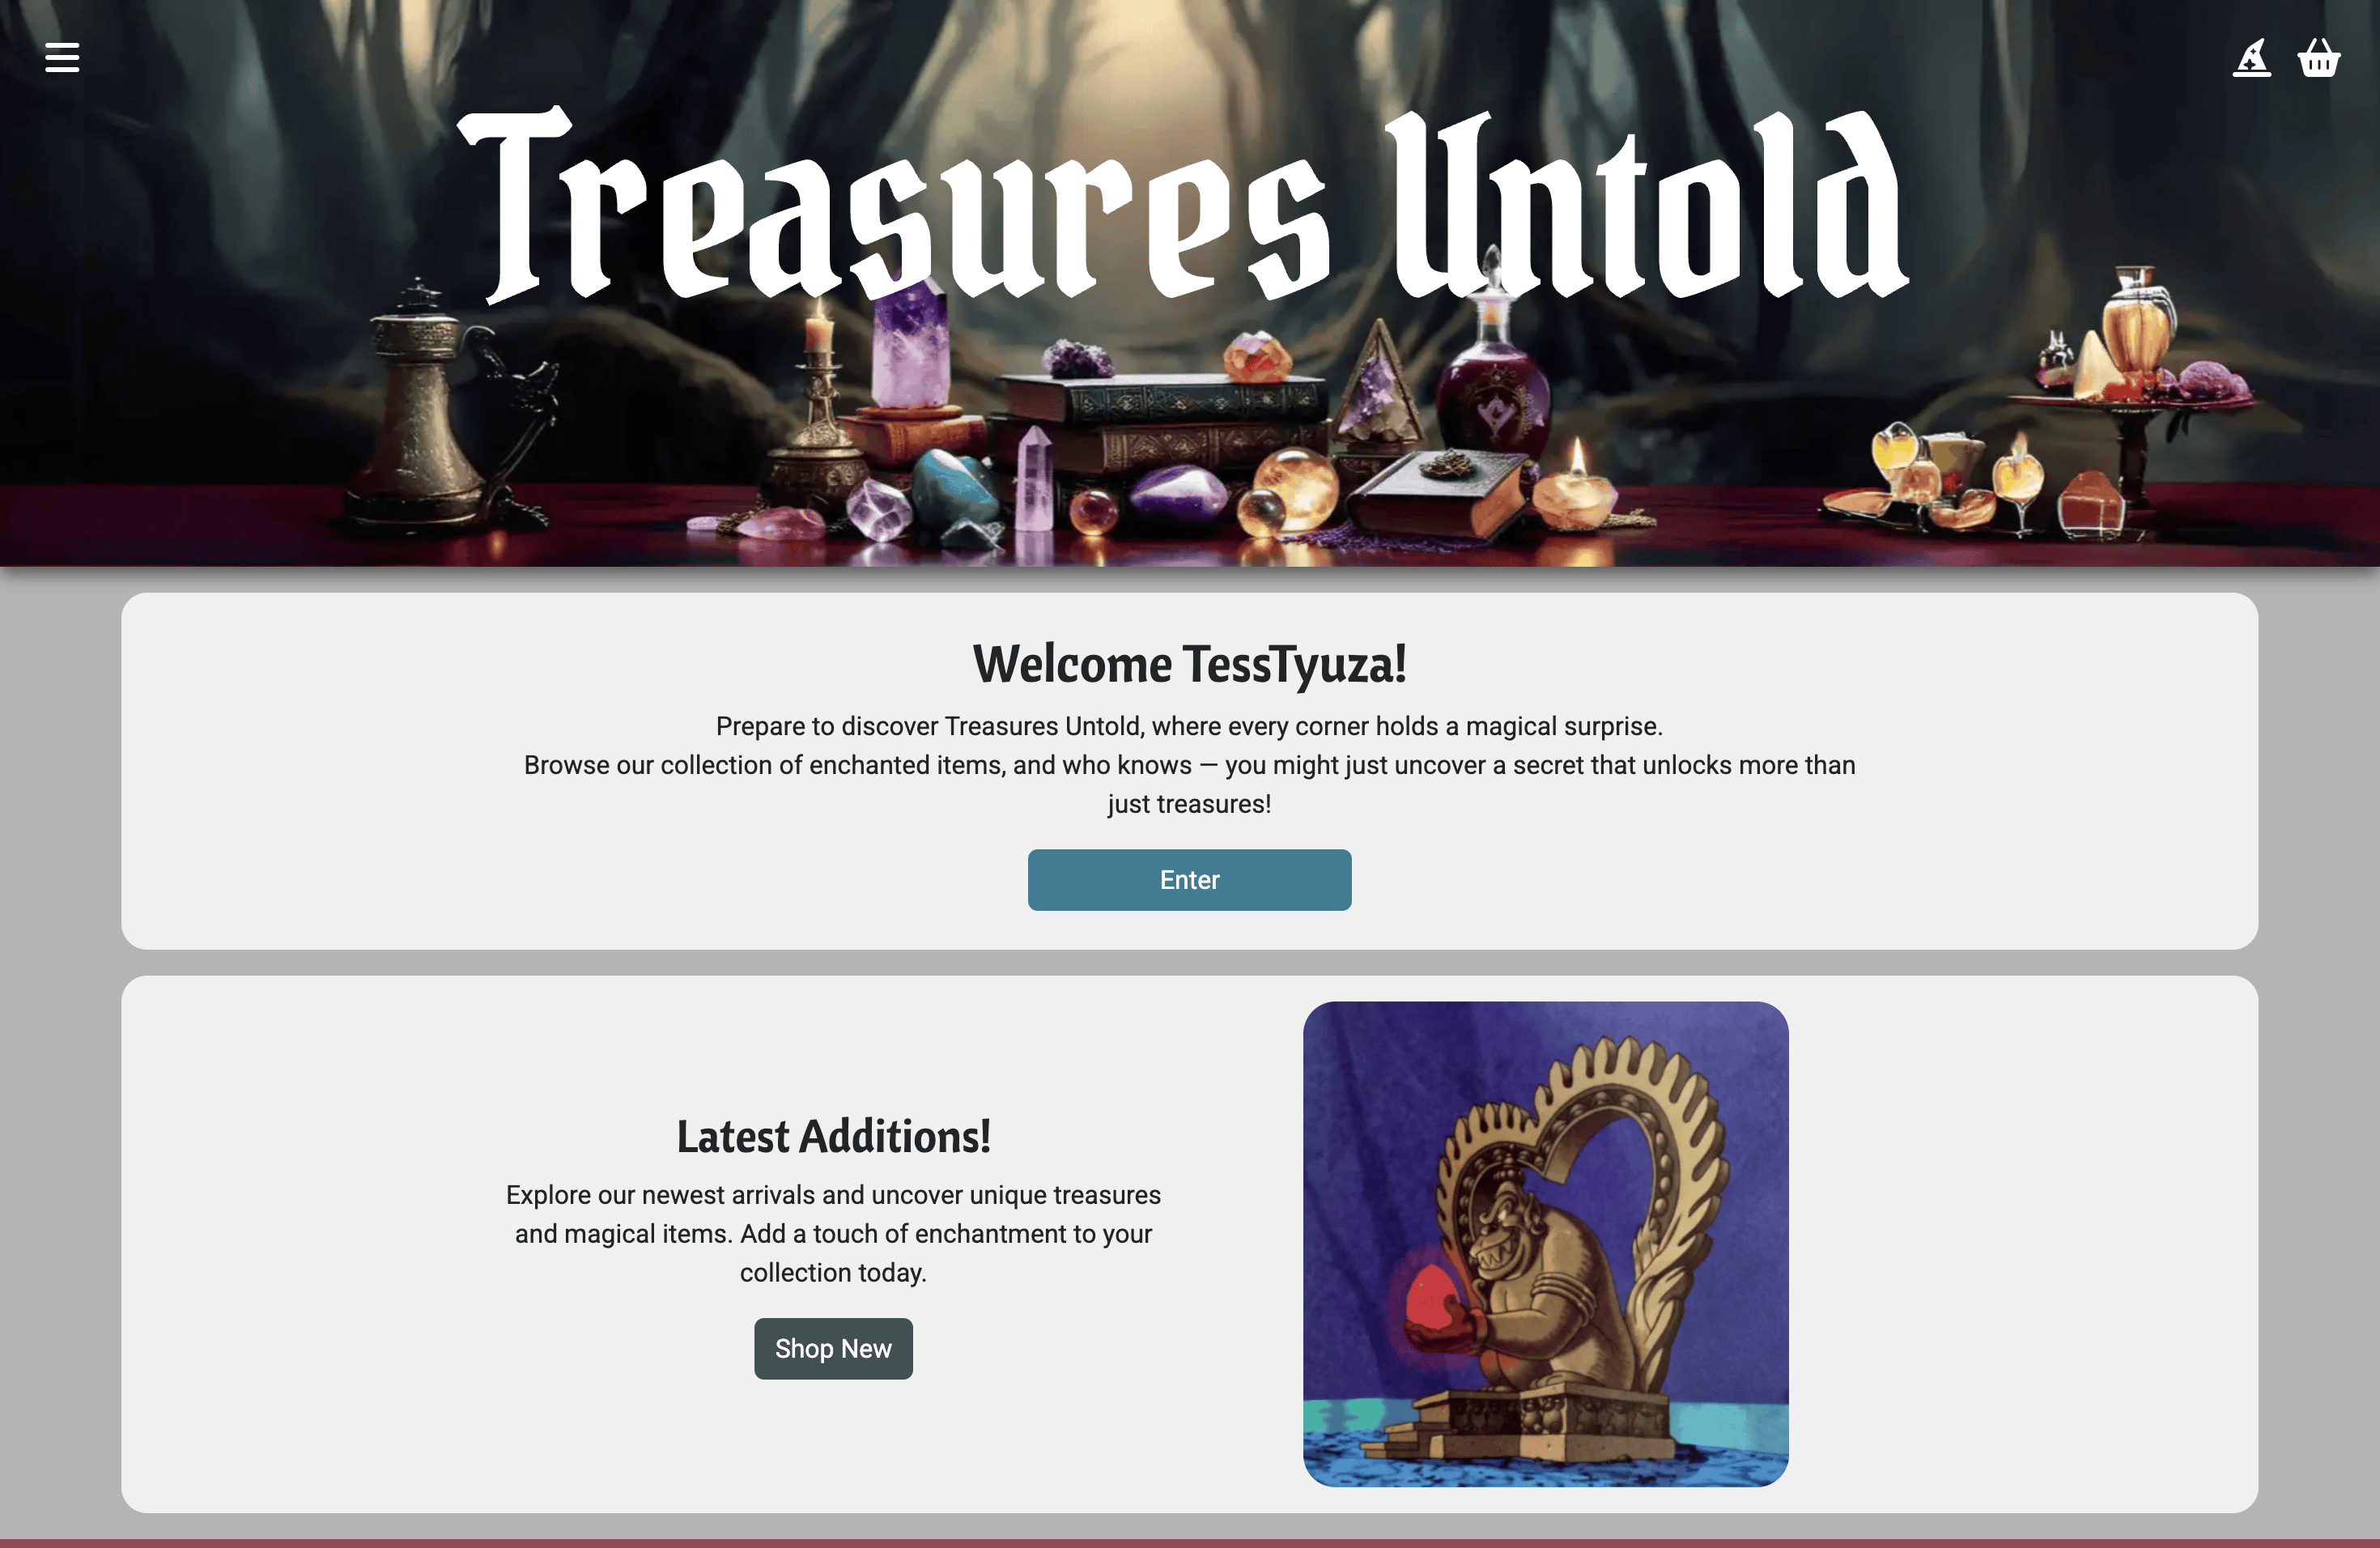 Treasures Untold
Welcome TessTyuza!
Prepare to discover Treasures Untold, where every corner holds a magical surprise.
Browse our collection of enchanted items, and who knows — you might just uncover a secret that unlocks more than
just treasures!
Enter
Latest Additions!
Explore our newest arrivals and uncover unique treasures
and magical items. Add a touch of enchantment to your
collection today.
Shop New